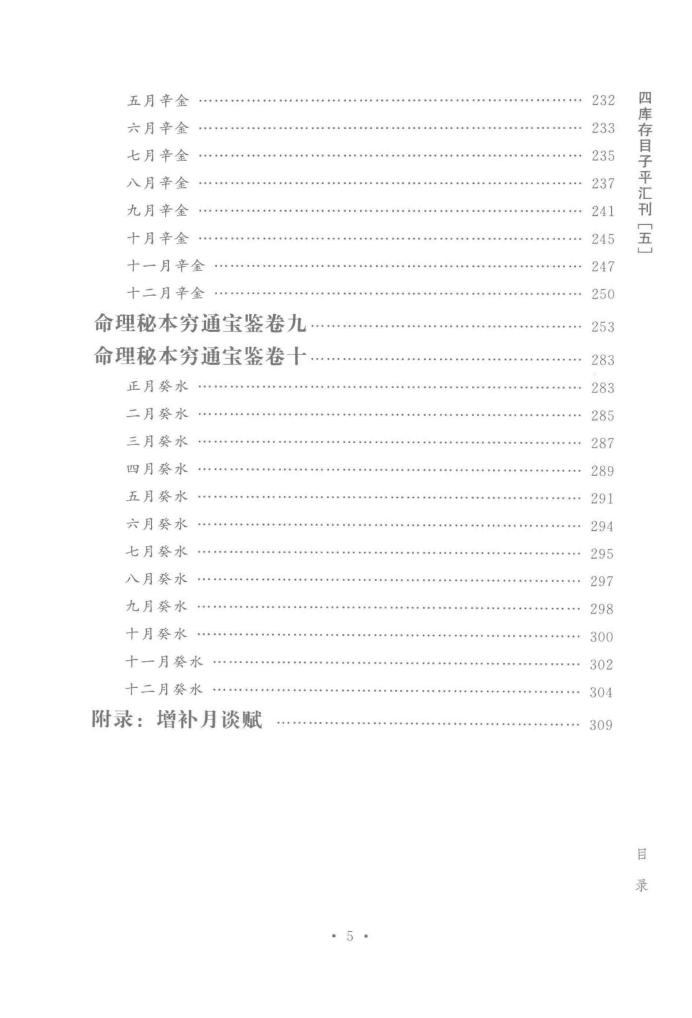 四库存目子平汇刊[五]
五月辛金 …… 232
六月辛金 …… 233
七月辛金 …… 235
八月辛金 …… 237
九月辛金 …… 241
十月辛金 …… 245
十一月辛金 …… 247
十二月辛金 …… 250
命理秘本穷通宝鉴卷九 …… 253
命理秘本穷通宝鉴卷十 …… 283
正月癸水 …… 283
二月癸水 …… 285
三月癸水 …… 287
四月癸水 …… 289
五月癸水 …… 291
六月癸水 …… 294
七月癸水 …… 295
八月癸水 …… 297
九月癸水 …… 298
十月癸水 …… 300
十一月癸水 …… 302
十二月癸水 …… 304
附录：增补月谈赋 …… 309
目录
• 5 •